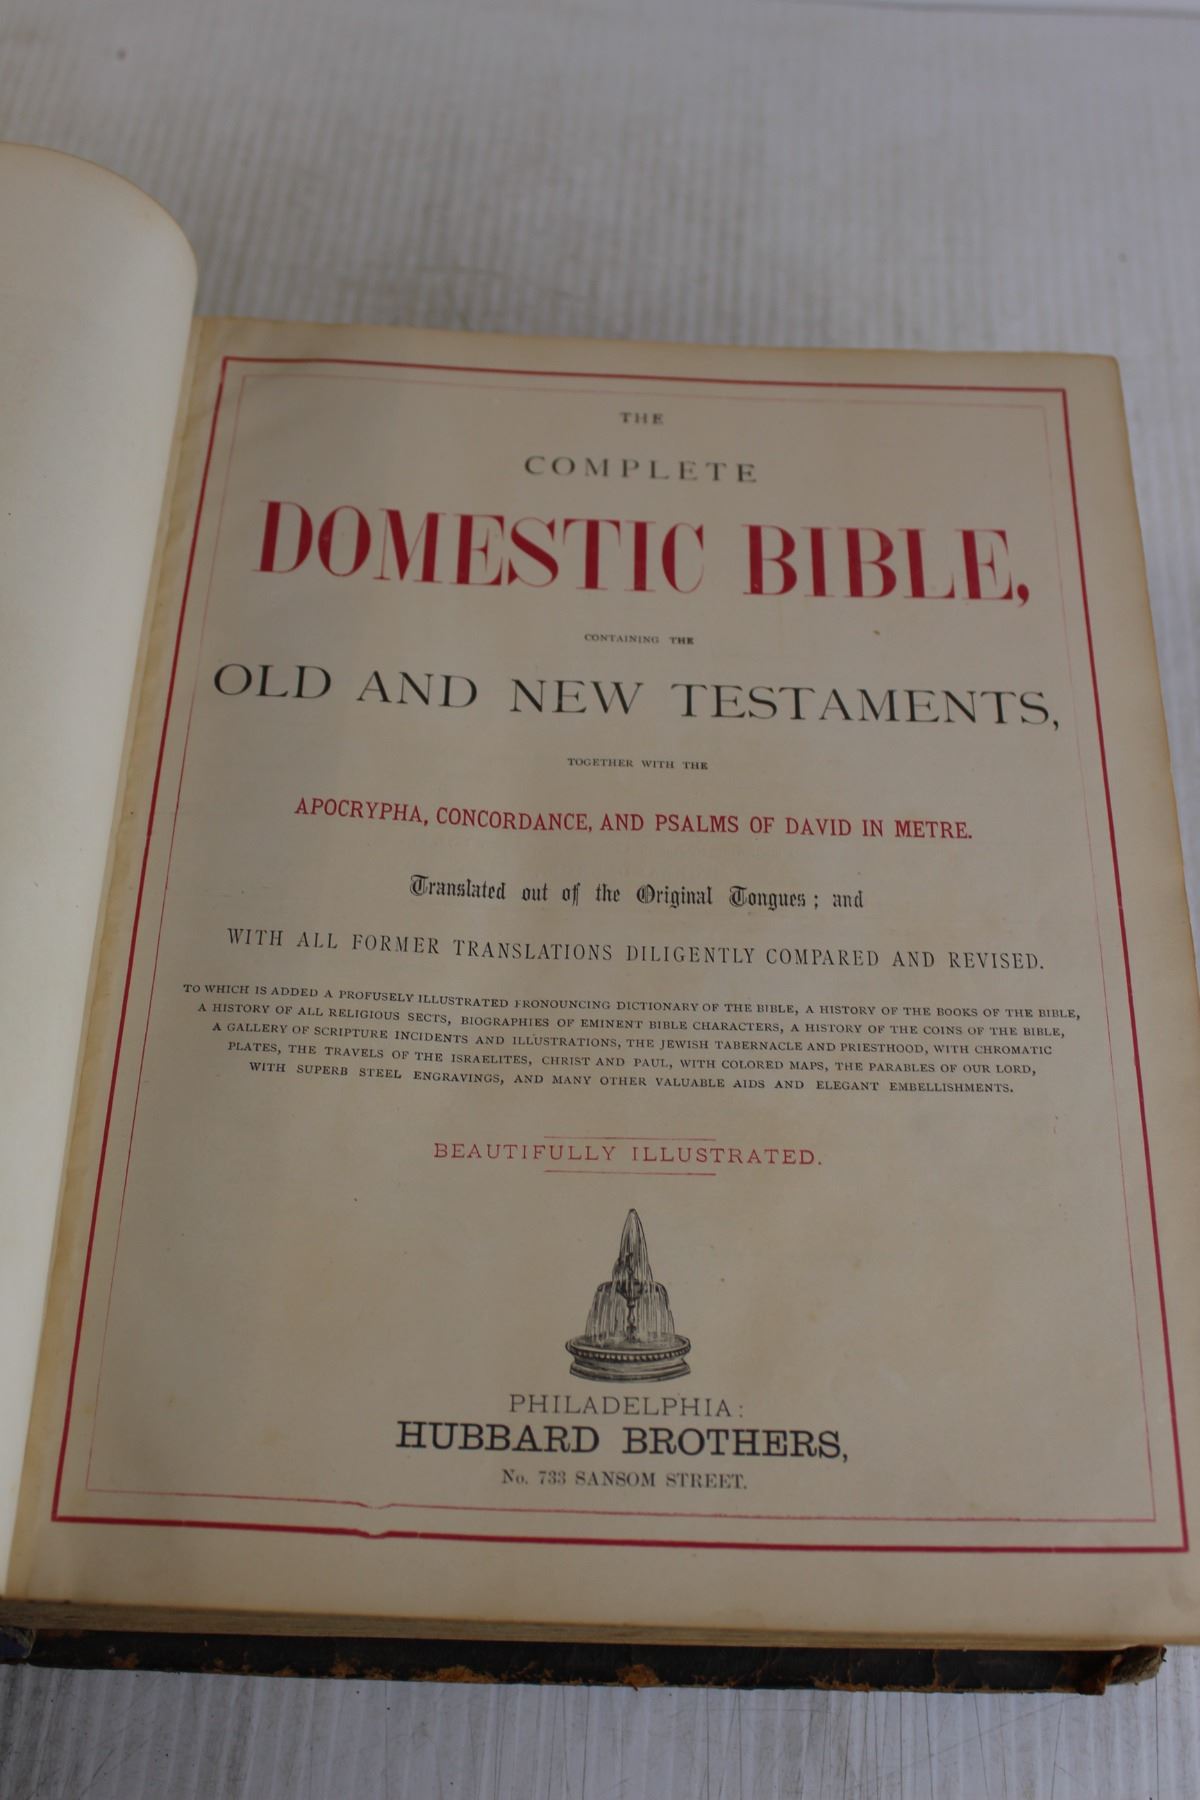 THE
COMPLETE
DOMESTIC BIBLE,
CONTAINING THE
OLD AND NEW TESTAMENTS,
TOGETHER WITH THE
APOCRYPHA, CONCORDANCE, AND PSALMS OF DAVID IN METRE.
Translated out of the Original Tongues; and
WITH ALL FORMER TRANSLATIONS DILIGENTLY COMPARED AND REVISED.
TO WHICH IS ADDED A PROFUSELY ILLUSTRATED PRONOUNCING DICTIONARY OF THE BIBLE, A HISTORY OF THE BOOKS OF THE BIBLE,
A HISTORY OF ALL RELIGIOUS SECTS, BIOGRAPHIES OF EMINENT BIBLE CHARACTERS, A HISTORY OF THE COINS OF THE BIBLE,
A GALLERY OF SCRIPTURE INCIDENTS AND ILLUSTRATIONS, THE JEWISH TABERNACLE AND PRIESTHOOD, WITH CHROMATIC
PLATES, THE TRAVELS OF THE ISRAELITES, CHRIST AND PAUL, WITH COLORED MAPS, THE PARABLES OF OUR LORD,
WITH SUPERB STEEL ENGRAVINGS, AND MANY OTHER VALUABLE AIDS AND ELEGANT EMBELLISHMENTS.
BEAUTIFULLY ILLUSTRATED.
PHILADELPHIA:
HUBBARD BROTHERS,
No. 733 SANSOM STREET.